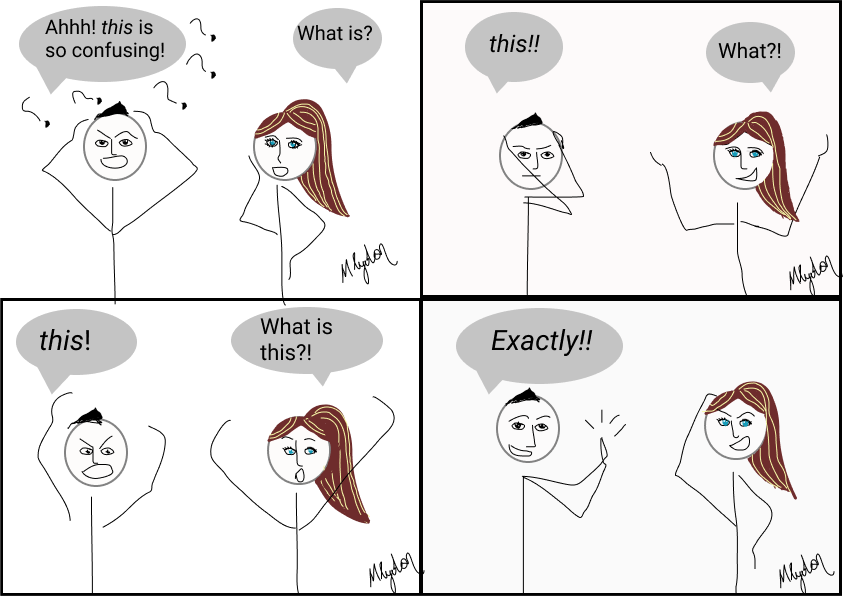 Ahhh! this is
so confusing!
What is?
this!!
What?!
this!
What is
this?!
Exactly!!